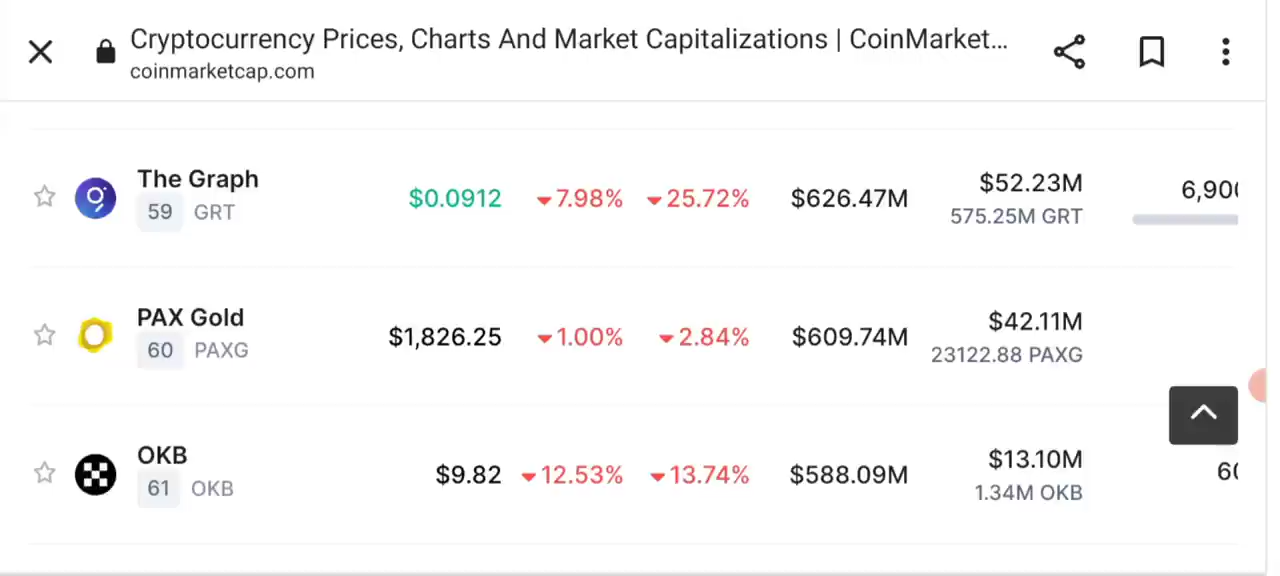 Cryptocurrency Prices, Charts And Market Capitalizations | CoinMarket...
coinmarketcap.com
The Graph
59 GRT
$0.0912 7.98% 25.72% $626.47M
$52.23M
575.25M GRT
6,900
PAX Gold
60 PAXG
$1,826.25 1.00% 2.84% $609.74M
$42.11M
23122.88 PAXG
OKB
61 OKB
$9.82 12.53% 13.74% $588.09M
$13.10M
1.34M OKB
60